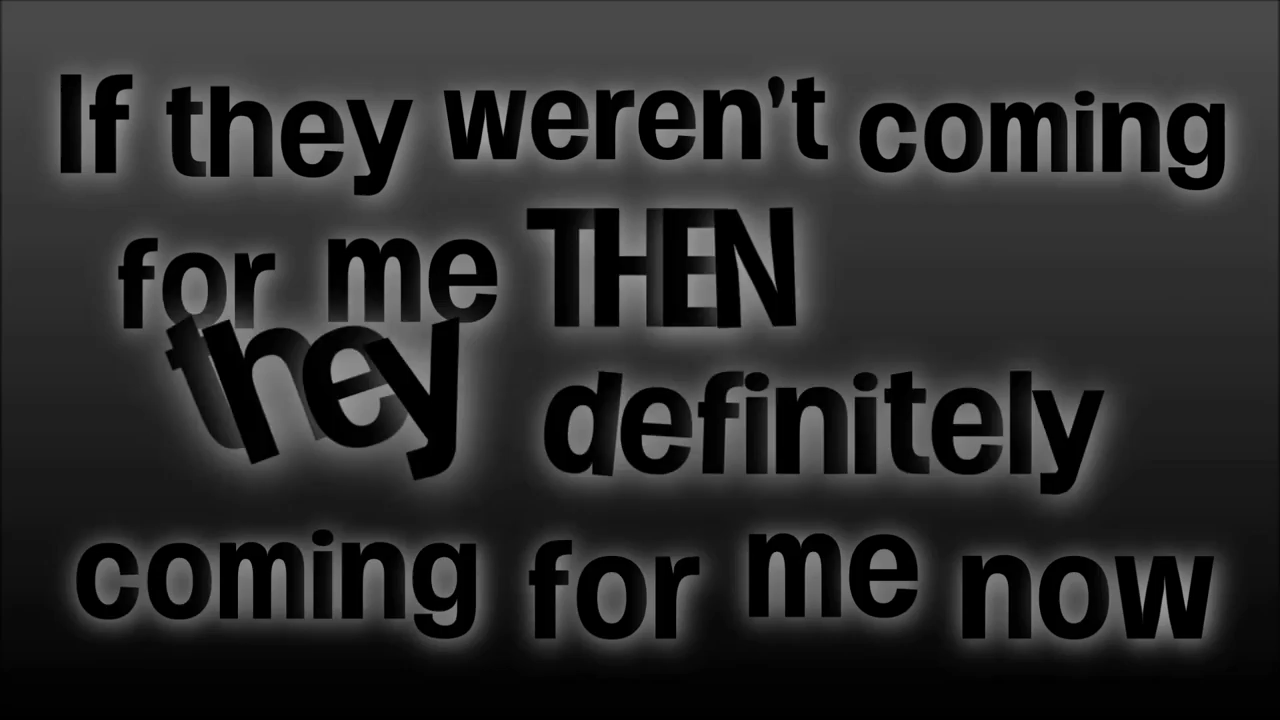 If they weren't coming
for me THEN
they definitely
coming for me now